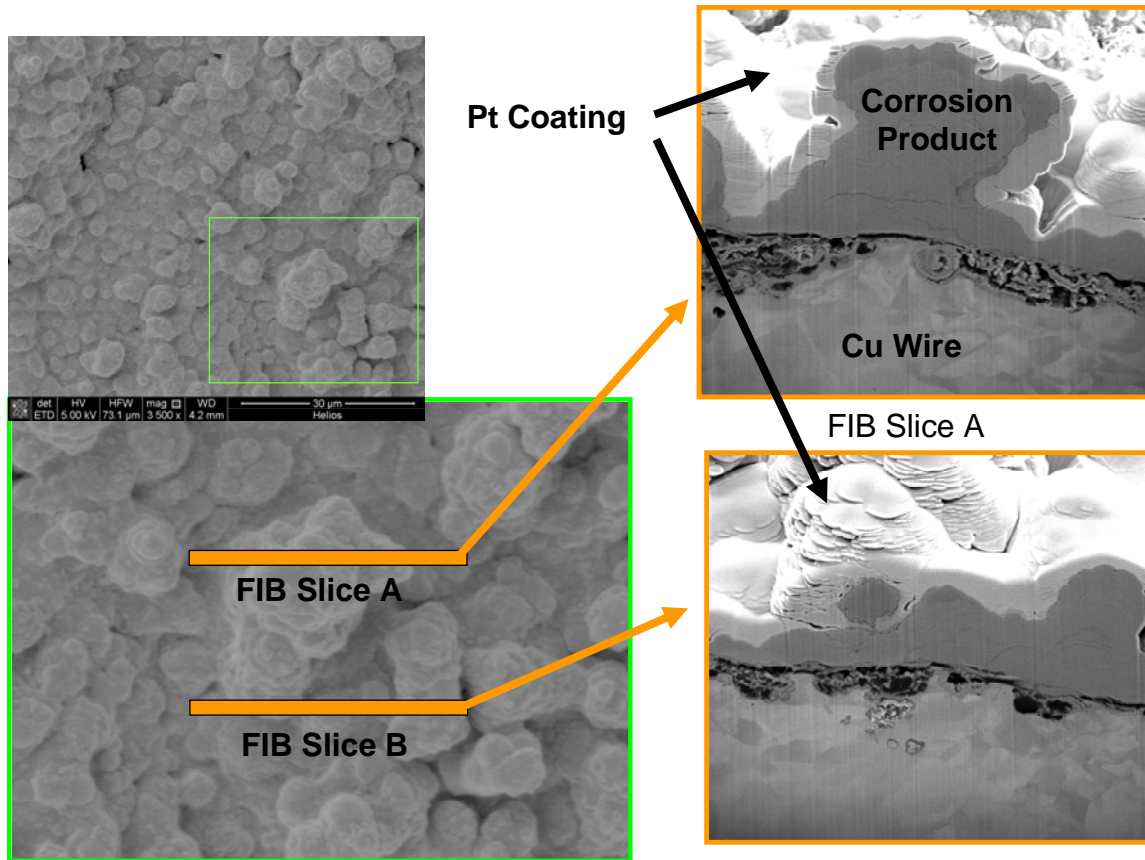 Pt Coating
Corrosion
Product
Cu Wire
FIB Slice A
det HV HFW mag WD 30 µm
ETD 5.00 kV 73.1 µm 3 500 x 4.2 mm Helios
FIB Slice A
FIB Slice B